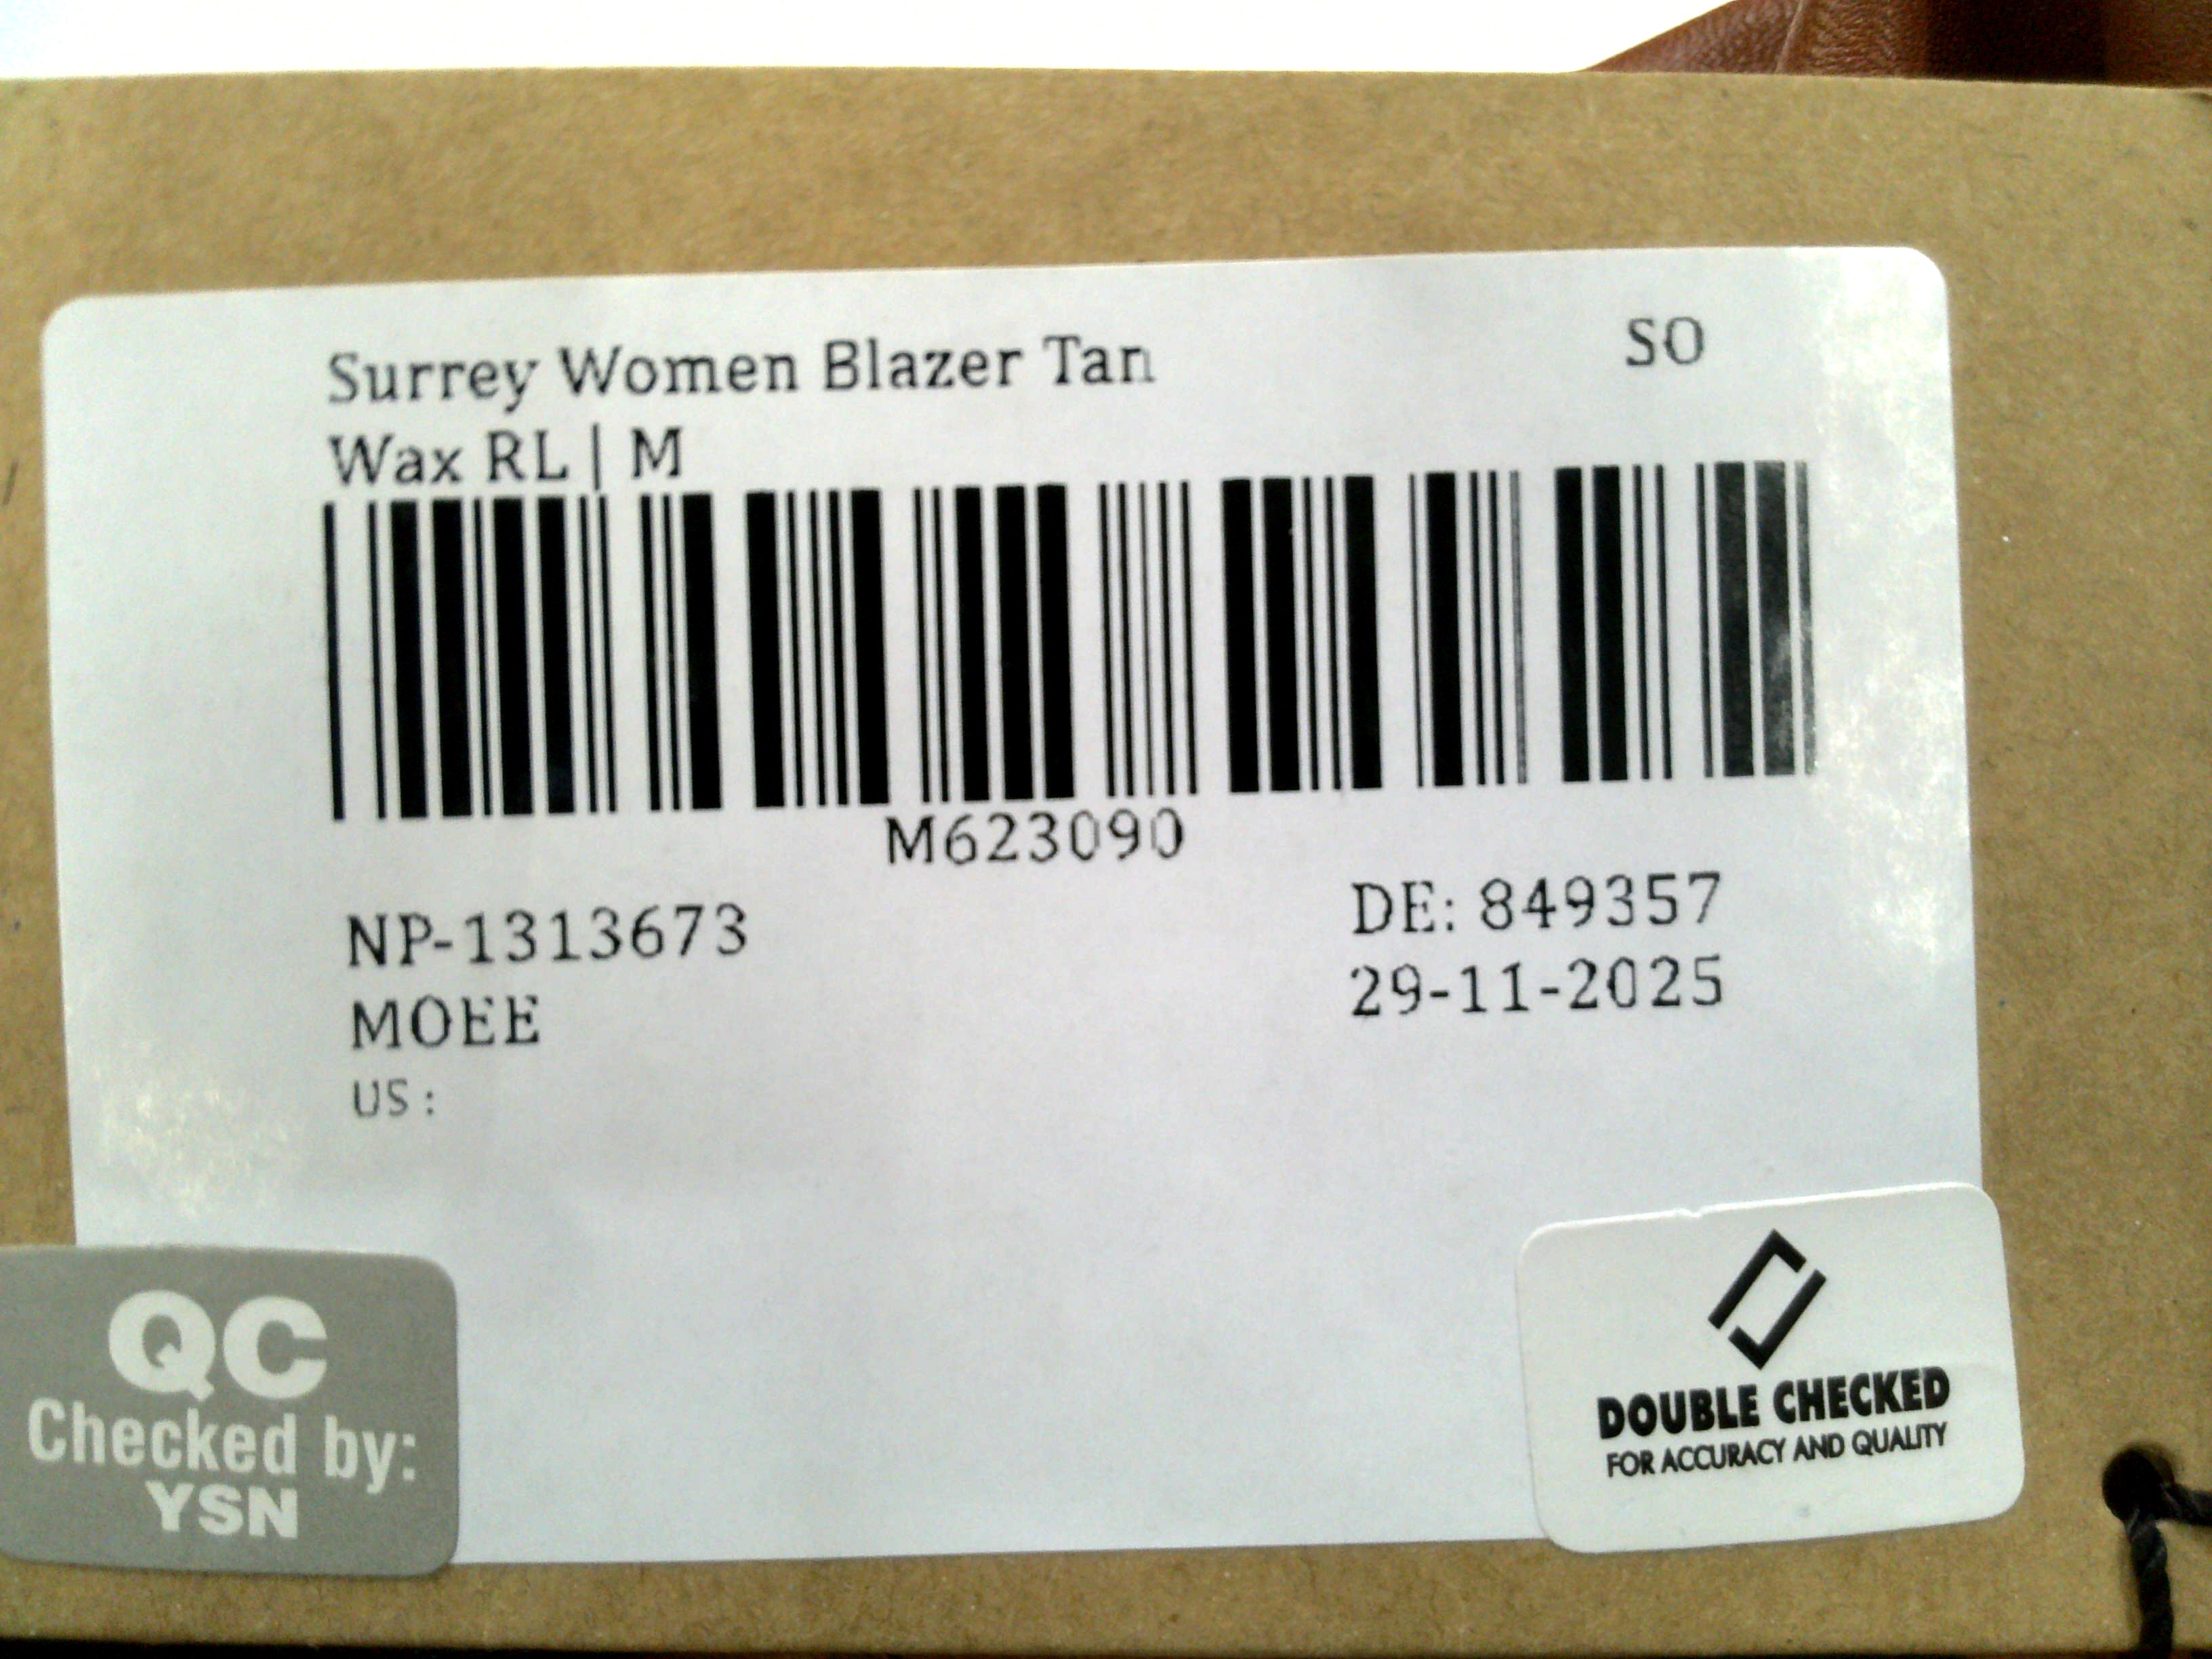 Surrey Women Blazer Tan
SO
Wax RL | M
M623090
NP-1313673
DE: 849357
MOEE
29-11-2025
US :
QC
Checked by:
YSN
DOUBLE CHECKED
FOR ACCURACY AND QUALITY